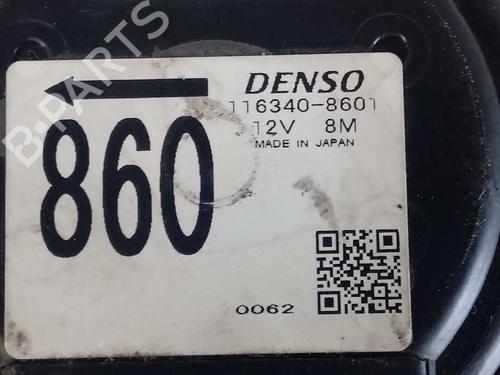 DENSO
116340-8601
12V 8M
MADE IN JAPAN
860
0062
B-PARTS